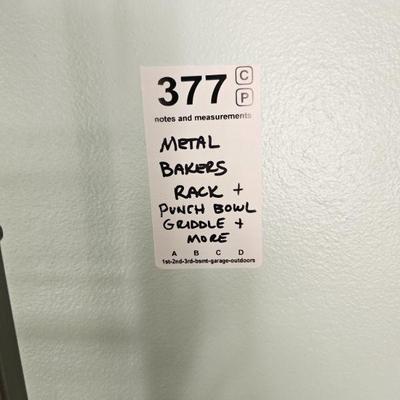 377 C
P
notes and measurements
METAL
BAKERS
RACK +
PUNCH BOWL
GRIDDLE +
MORE
A B C D
1st-2nd-3rd-bsmt-garage-outdoors